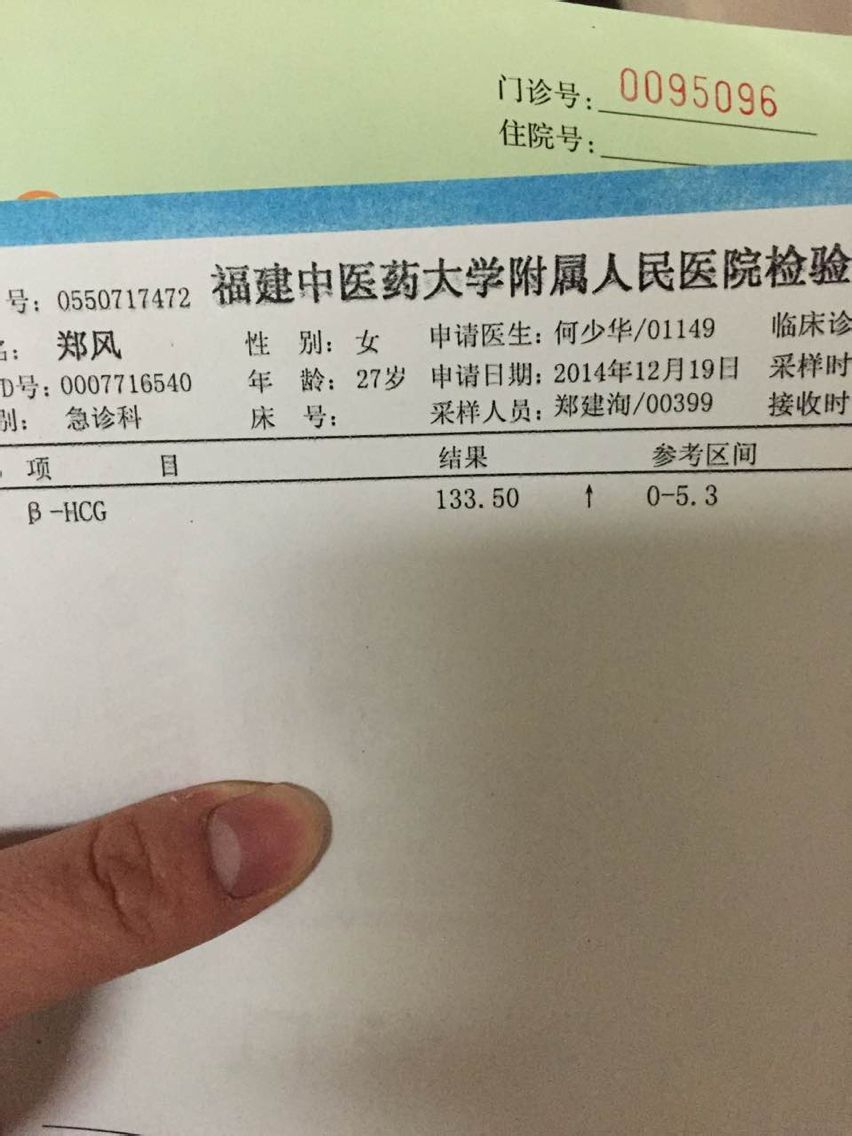 门诊号: 0095096
住院号:
号: 0550717472 福建中医药大学附属人民医院检验
名: 郑风 性 别: 女 申请医生: 何少华/01149 临床诊
ID号: 0007716540 年 龄: 27岁 申请日期: 2014年12月19日 采样时
别: 急诊科 床 号: 采样人员: 郑建洵/00399 接收时
项 目 结果 参考区间
β-HCG 133.50 ↑ 0-5.3